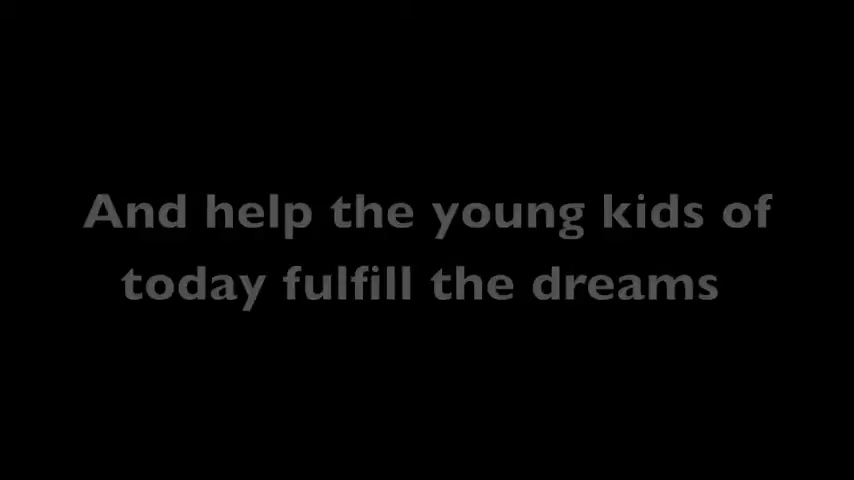 And help the young kids of
today fulfill the dreams